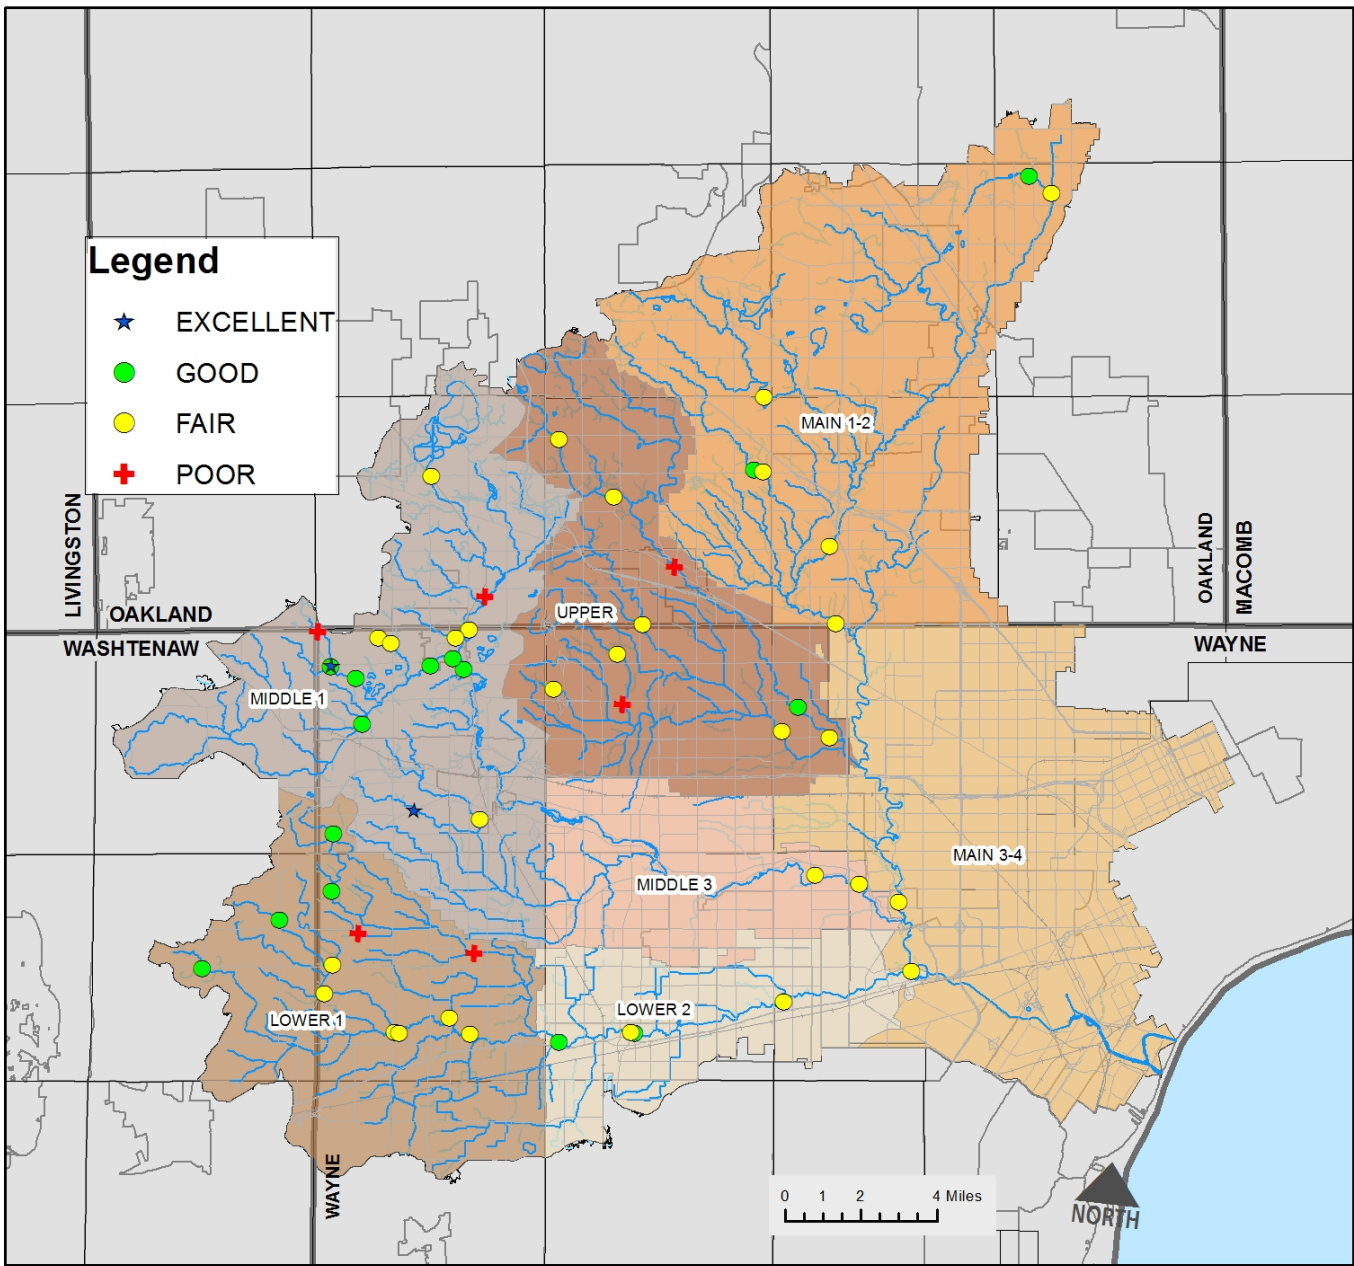 Legend
EXCELLENT
GOOD
FAIR
POOR
MAIN 1-2
LIVINGSTON
OAKLAND
WASHTENAW
OAKLAND
MACOMB
WAYNE
UPPER
MIDDLE 1
MAIN 3-4
MIDDLE 3
LOWER 2
LOWER 1
WAYNE
0 1 2 4 Miles
NORTH